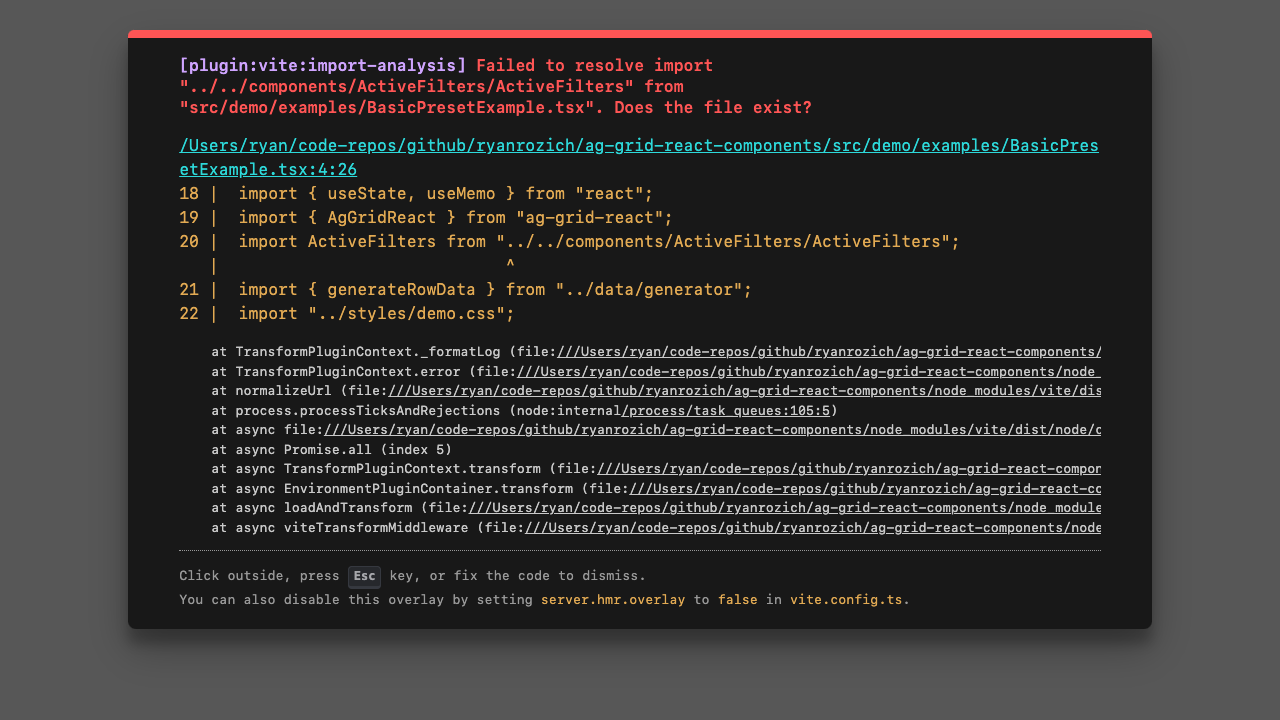 [plugin:vite:import-analysis] Failed to resolve import
"../../components/ActiveFilters/ActiveFilters" from
"src/demo/examples/BasicPresetExample.tsx". Does the file exist?
/Users/ryan/code-repos/github/ryanrozich/ag-grid-react-components/src/demo/examples/BasicPres
etExample.tsx:4:26
18 |  import { useState, useMemo } from "react";
19 |  import { AgGridReact } from "ag-grid-react";
20 |  import ActiveFilters from "../../components/ActiveFilters/ActiveFilters";
   |                             ^
21 |  import { generateRowData } from "../data/generator";
22 |  import "../styles/demo.css";
at TransformPluginContext._formatLog (file:///Users/ryan/code-repos/github/ryanrozich/ag-grid-react-components/
at TransformPluginContext.error (file:///Users/ryan/code-repos/github/ryanrozich/ag-grid-react-components/node_
at normalizeUrl (file:///Users/ryan/code-repos/github/ryanrozich/ag-grid-react-components/node_modules/vite/dis
at process.processTicksAndRejections (node:internal/process/task_queues:105:5)
at async file:///Users/ryan/code-repos/github/ryanrozich/ag-grid-react-components/node_modules/vite/dist/node/c
at async Promise.all (index 5)
at async TransformPluginContext.transform (file:///Users/ryan/code-repos/github/ryanrozich/ag-grid-react-compon
at async EnvironmentPluginContainer.transform (file:///Users/ryan/code-repos/github/ryanrozich/ag-grid-react-co
at async loadAndTransform (file:///Users/ryan/code-repos/github/ryanrozich/ag-grid-react-components/node_module
at async viteTransformMiddleware (file:///Users/ryan/code-repos/github/ryanrozich/ag-grid-react-components/node
Click outside, press Esc key, or fix the code to dismiss.
You can also disable this overlay by setting server.hmr.overlay to false in vite.config.ts.